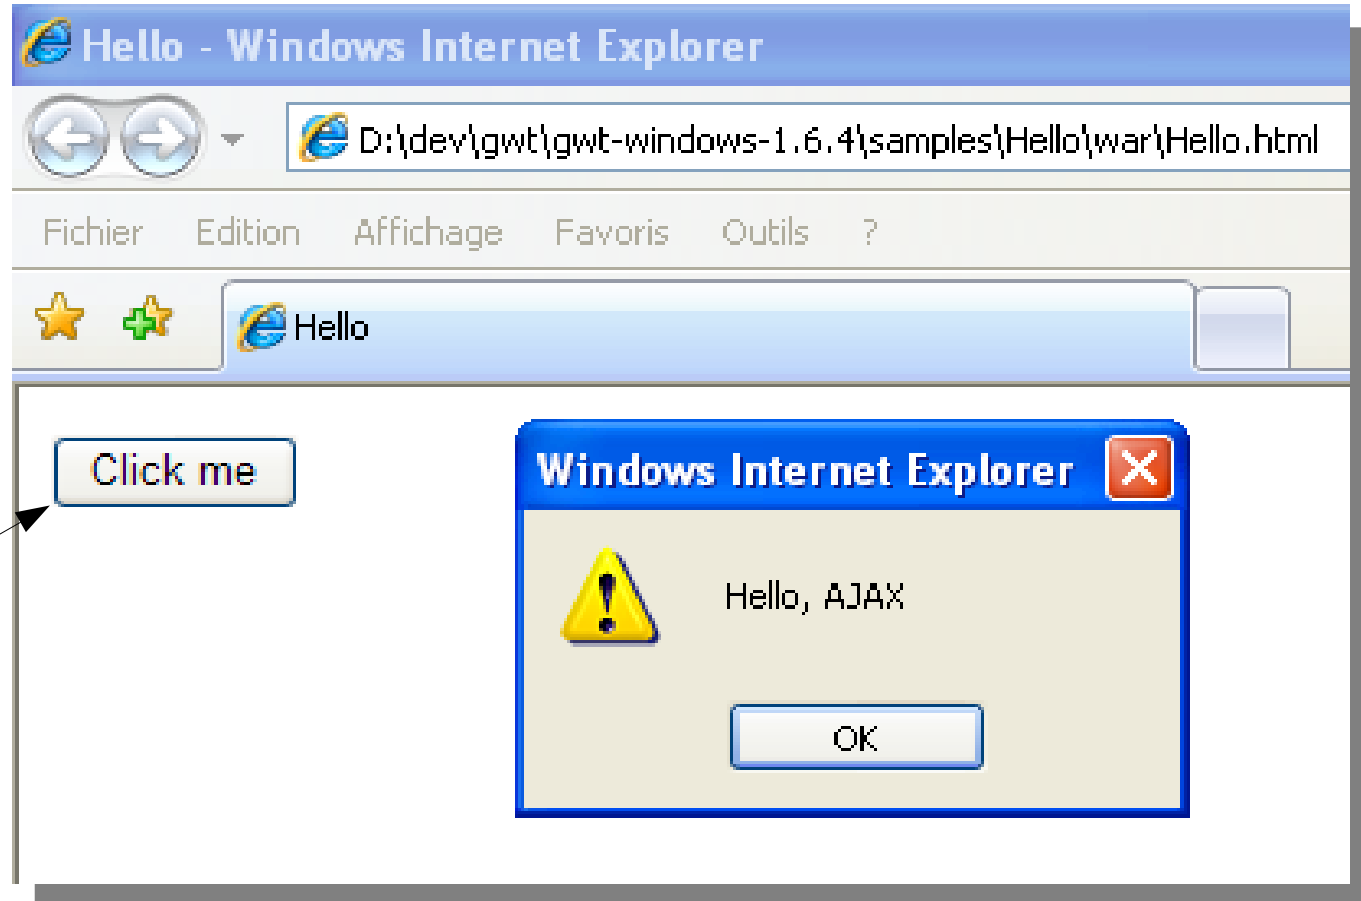 Hello - Windows Internet Explorer
D:\dev\gwt\gwt-windows-1.6.4\samples\Hello\war\Hello.html
Fichier Edition Affichage Favoris Outils ?
Hello
Click me
Windows Internet Explorer
Hello, AJAX
OK